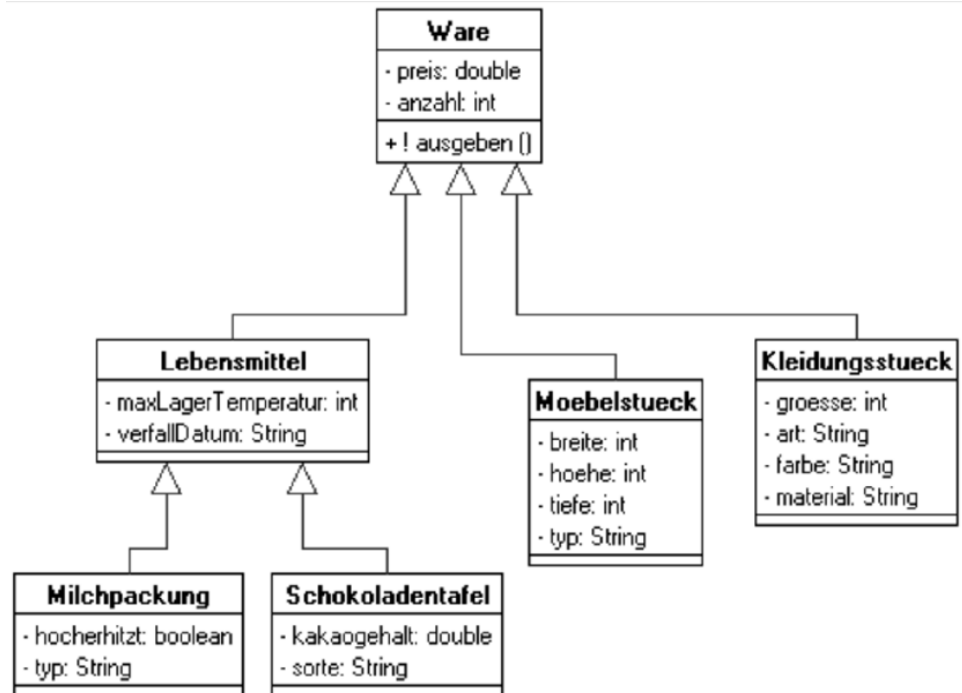 Ware
- preis: double
- anzahl: int
+ ! ausgeben ()
Lebensmittel
- maxLagerTemperatur: int
- verfallDatum: String
Moebelstueck
- breite: int
- hoehe: int
- tiefe: int
- typ: String
Kleidungsstueck
- groesse: int
- art: String
- farbe: String
- material: String
Milchpackung
- hocherhitzt: boolean
- typ: String
Schokoladentafel
- kakaogehalt: double
- sorte: String